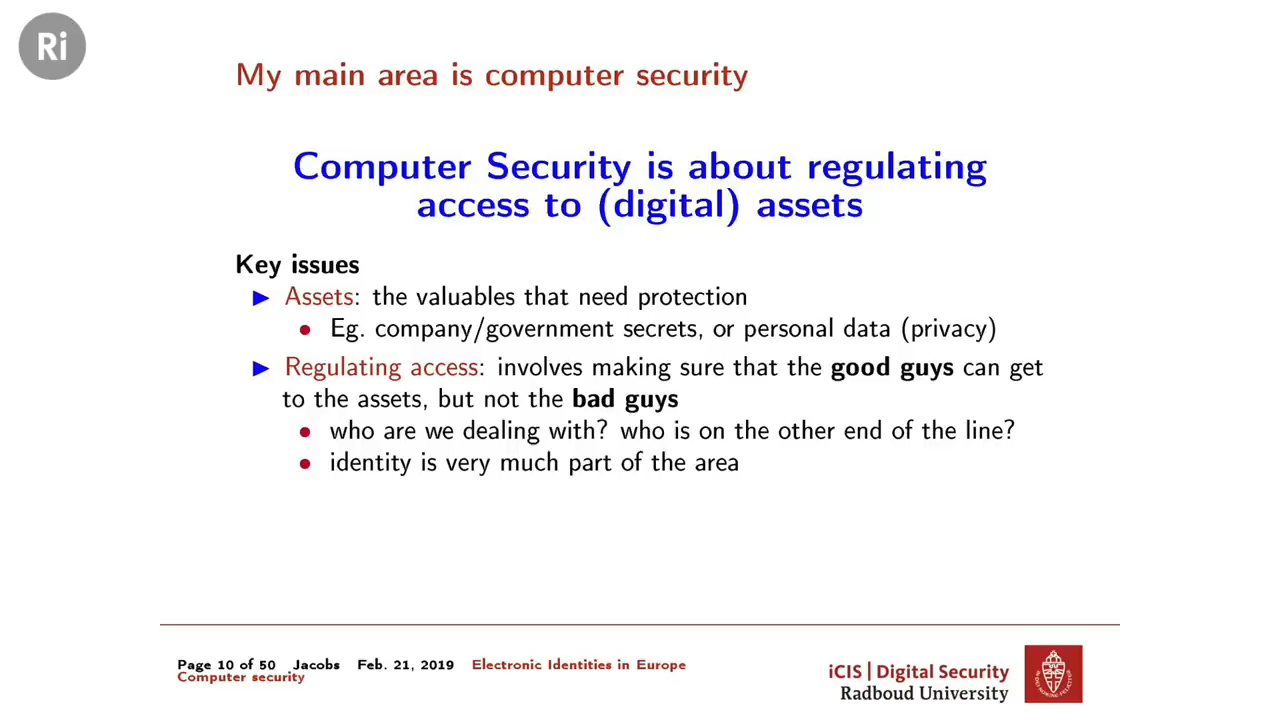 Ri
My main area is computer security
Computer Security is about regulating
access to (digital) assets
Key issues
▶ Assets: the valuables that need protection
• Eg. company/government secrets, or personal data (privacy)
▶ Regulating access: involves making sure that the good guys can get
to the assets, but not the bad guys
• who are we dealing with? who is on the other end of the line?
• identity is very much part of the area
Page 10 of 50 Jacobs Feb. 21, 2019 Electronic Identities in Europe
Computer security
iCIS | Digital Security
Radboud University